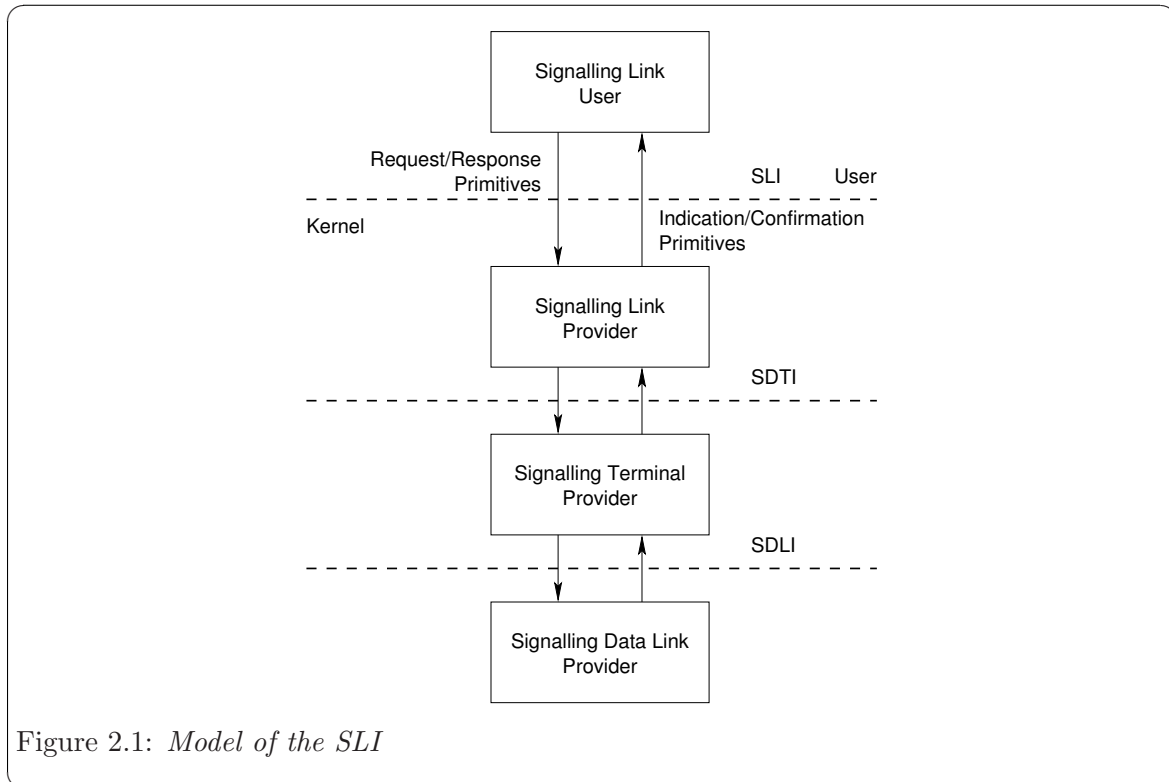 Signalling Link
User
Request/Response
Primitives
SLI User
Kernel
Indication/Confirmation
Primitives
Signalling Link
Provider
SDTI
Signalling Terminal
Provider
SDLI
Signalling Data Link
Provider
Figure 2.1: Model of the SLI